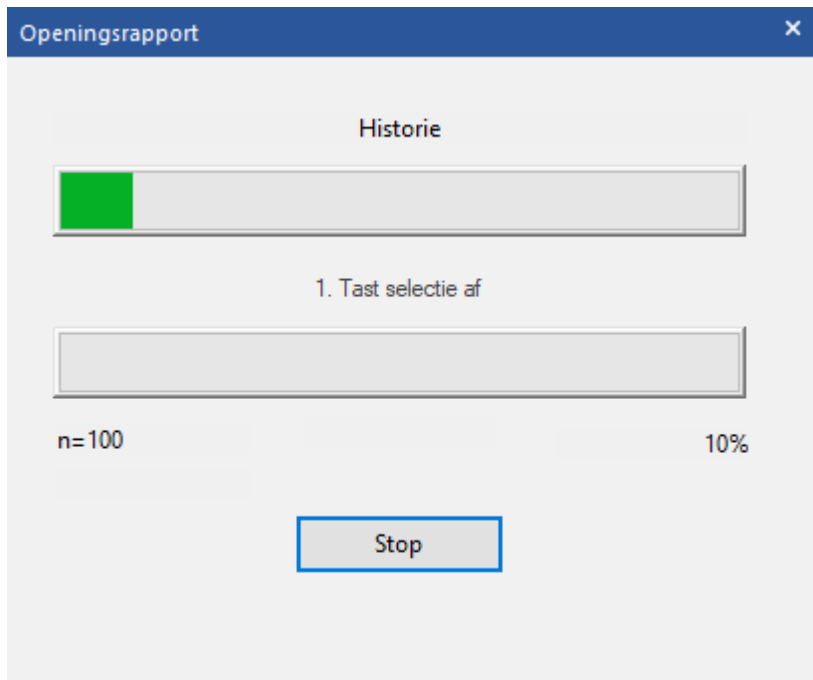 Openingsrapport
Historie
1. Tast selectie af
n=100
10%
Stop